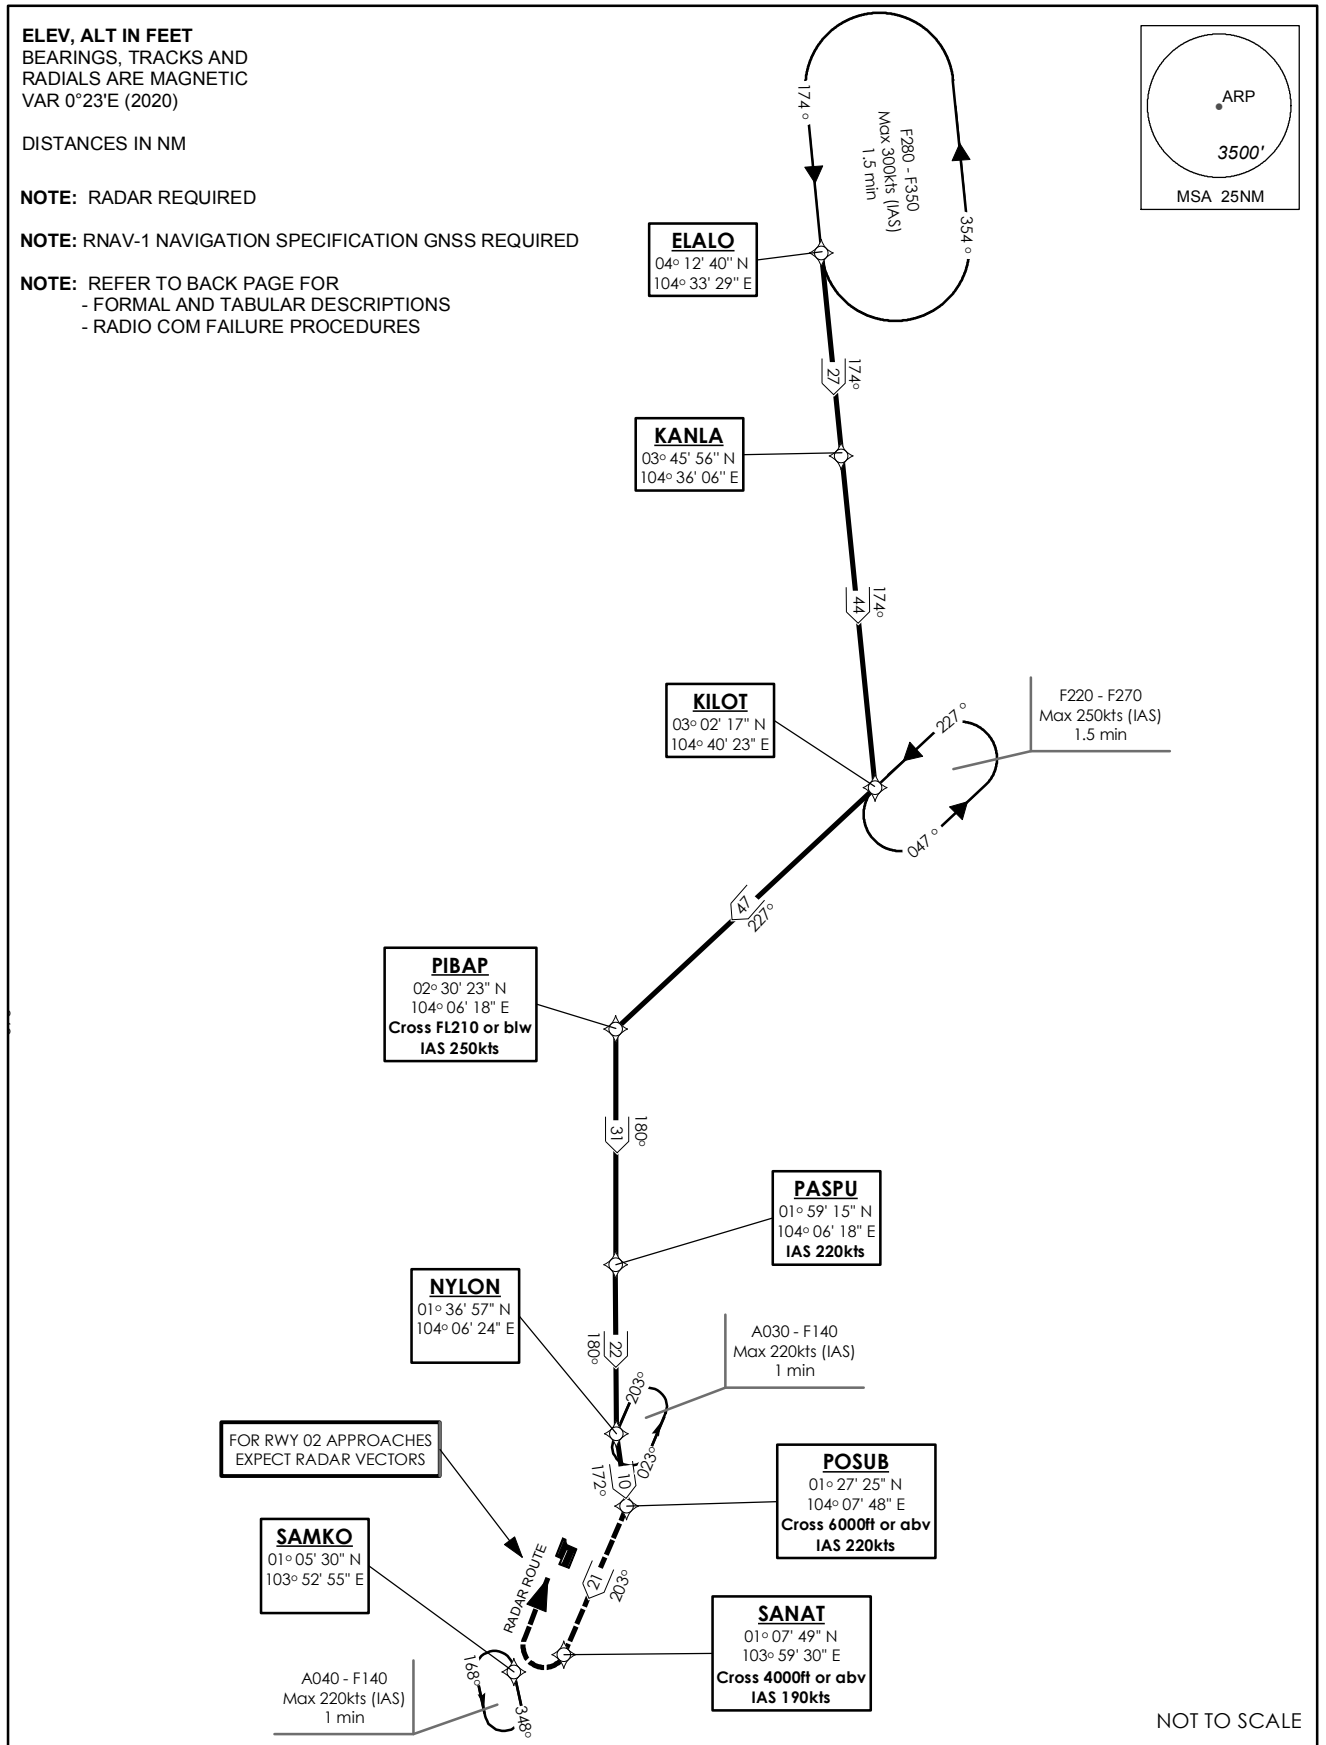 ELEV, ALT IN FEET
BEARINGS, TRACKS AND
RADIALS ARE MAGNETIC
VAR 0°23'E (2020)
DISTANCES IN NM
NOTE: RADAR REQUIRED
NOTE: RNAV-1 NAVIGATION SPECIFICATION GNSS REQUIRED
NOTE: REFER TO BACK PAGE FOR
- FORMAL AND TABULAR DESCRIPTIONS
- RADIO COM FAILURE PROCEDURES
ARP
3500'
MSA 25NM
174°
F280 - F350
Max 300kts (IAS)
1.5 min
354°
ELALO
04° 12' 40" N
104° 33' 29" E
27
174°
KANLA
03° 45' 56" N
104° 36' 06" E
44
174°
KILOT
03° 02' 17" N
104° 40' 23" E
227°
047°
F220 - F270
Max 250kts (IAS)
1.5 min
47
227°
PIBAP
02° 30' 23" N
104° 06' 18" E
Cross FL210 or blw
IAS 250kts
31
180°
PASPU
01° 59' 15" N
104° 06' 18" E
IAS 220kts
NYLON
01° 36' 57" N
104° 06' 24" E
22
180°
203°
023°
A030 - F140
Max 220kts (IAS)
1 min
10
172°
FOR RWY 02 APPROACHES
EXPECT RADAR VECTORS
POSUB
01° 27' 25" N
104° 07' 48" E
Cross 6000ft or abv
IAS 220kts
RADAR ROUTE
21
203°
SAMKO
01° 05' 30" N
103° 52' 55" E
SANAT
01° 07' 49" N
103° 59' 30" E
Cross 4000ft or abv
IAS 190kts
168°
348°
A040 - F140
Max 220kts (IAS)
1 min
NOT TO SCALE